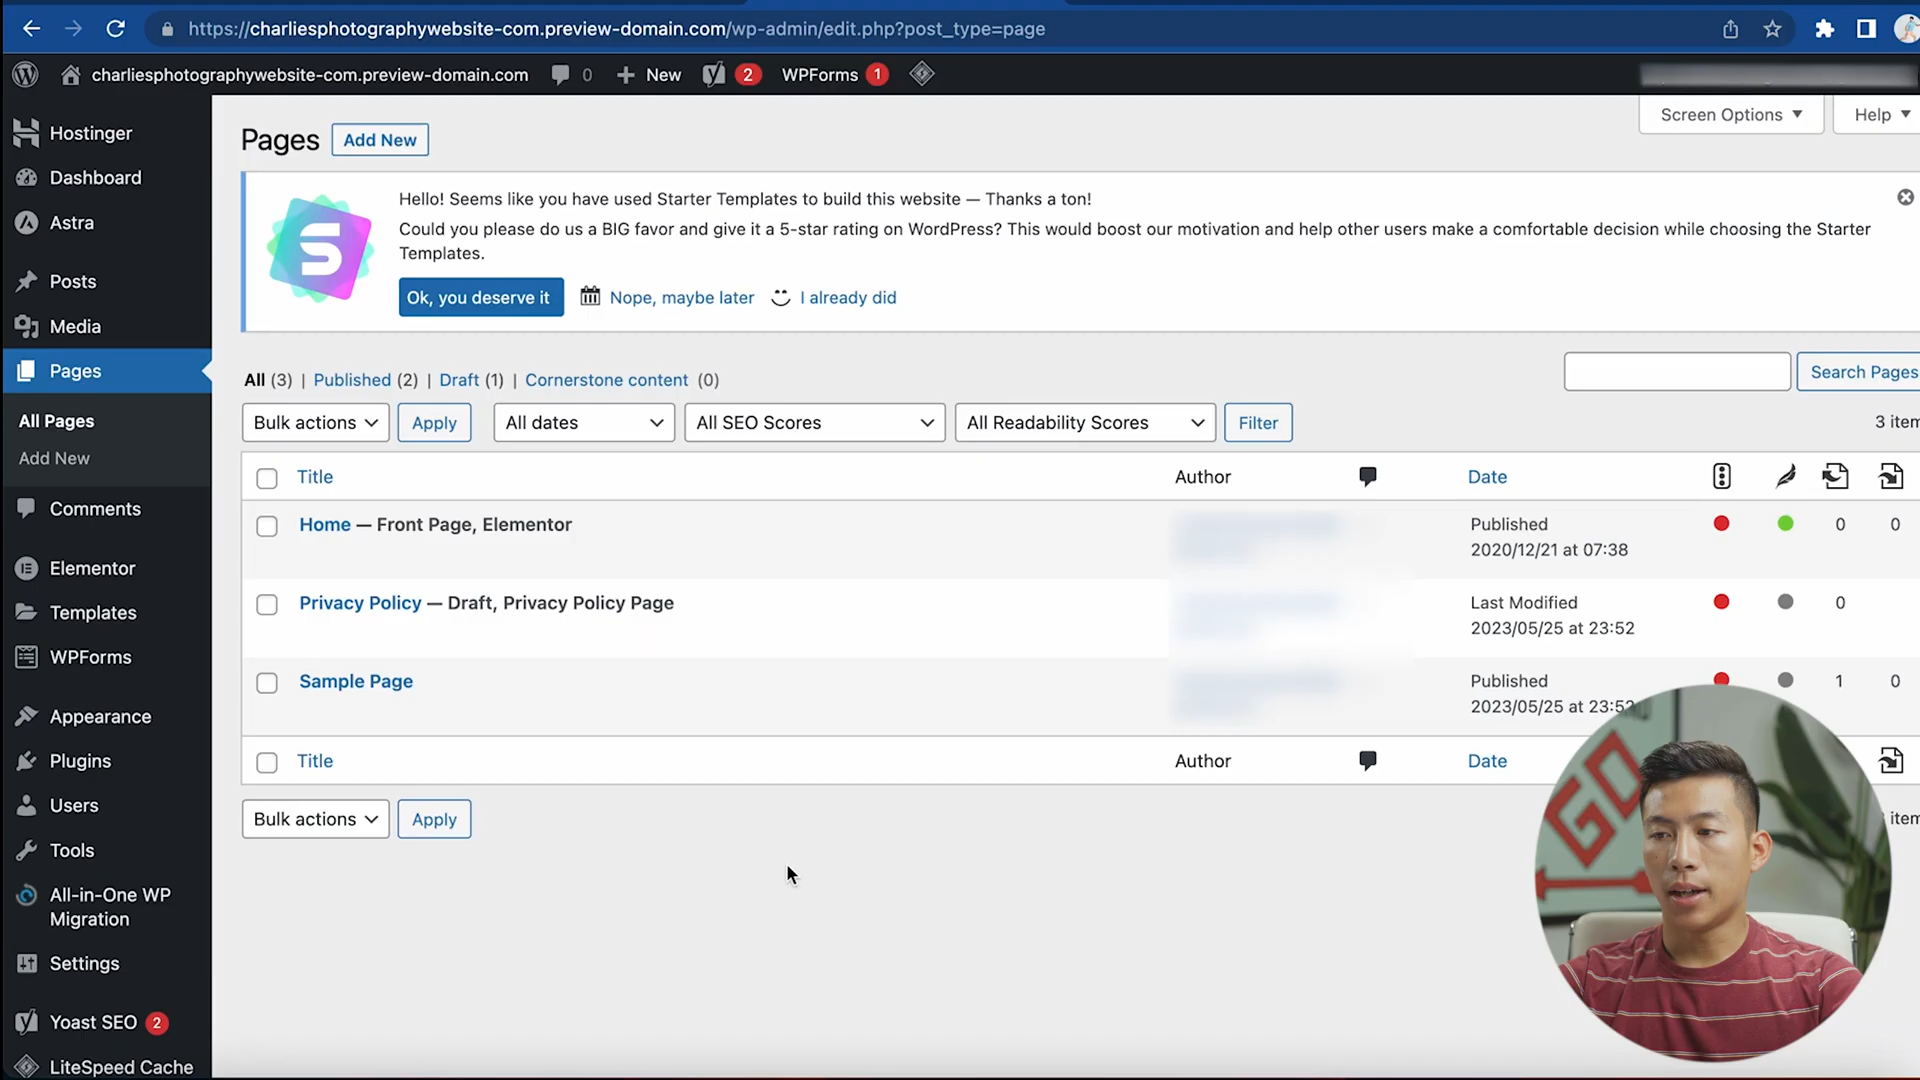 https://charliesphotographywebsite-com.preview-domain.com/wp-admin/edit.php?post_type=page
charliesphotographywebsite-com.preview-domain.com 0 New 2 WPForms 1
Screen Options Help
Hostinger
Dashboard
Astra
Posts
Media
Pages
All Pages
Add New
Comments
Elementor
Templates
WPForms
Appearance
Plugins
Users
Tools
All-in-One WP
Migration
Settings
Yoast SEO 2
LiteSpeed Cache
Pages Add New
S
Hello! Seems like you have used Starter Templates to build this website — Thanks a ton!
Could you please do us a BIG favor and give it a 5-star rating on WordPress? This would boost our motivation and help other users make a comfortable decision while choosing the Starter
Templates.
Ok, you deserve it Nope, maybe later I already did
All (3) | Published (2) | Draft (1) | Cornerstone content (0)
Search Pages
Bulk actions Apply All dates All SEO Scores All Readability Scores Filter
3 item
Title Author Date
Home — Front Page, Elementor Published 0 0
2020/12/21 at 07:38
Privacy Policy — Draft, Privacy Policy Page Last Modified 0
2023/05/25 at 23:52
Sample Page Published 1 0
2023/05/25 at 23:52
Title Author Date
Bulk actions Apply
item
GO